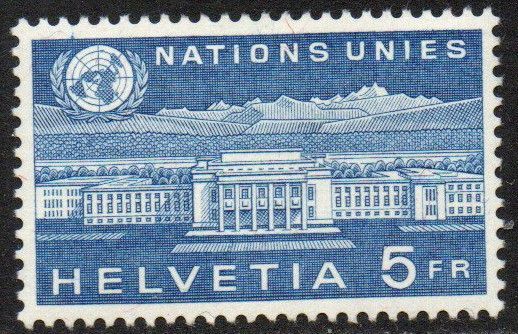 NATIONS UNIES
HELVETIA 5 FR